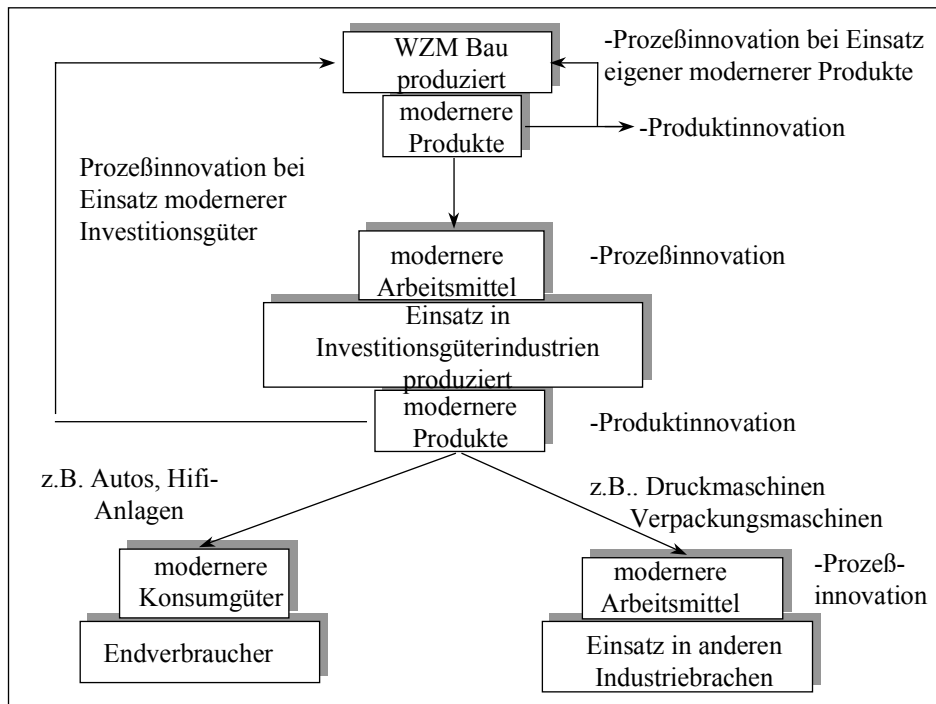 WZM Bau
produziert
-Prozeßinnovation bei Einsatz
eigener modernerer Produkte
modernere
Produkte
-Produktinnovation
Prozeßinnovation bei
Einsatz modernerer
Investitionsgüter
modernere
Arbeitsmittel
-Prozeßinnovation
Einsatz in
Investitionsgüterindustrien
produziert
modernere
Produkte
-Produktinnovation
z.B. Autos, Hifi-
Anlagen
z.B.. Druckmaschinen
Verpackungsmaschinen
modernere
Konsumgüter
Endverbraucher
modernere
Arbeitsmittel
-Prozeß-
innovation
Einsatz in anderen
Industriebrachen